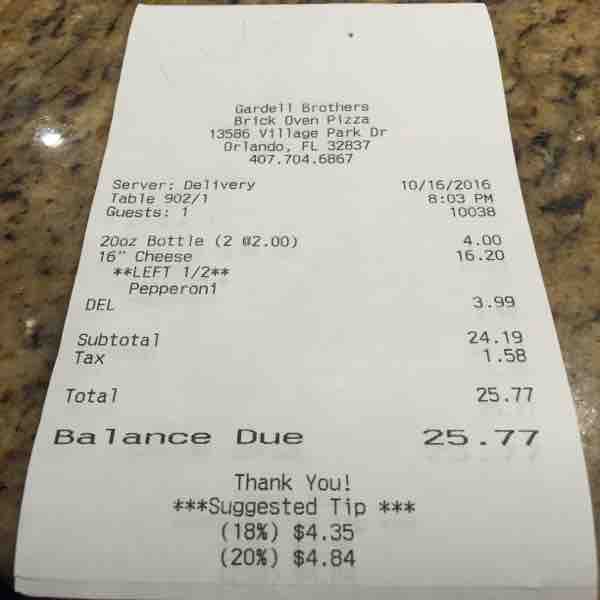 Gardell Brothers
Brick Oven Pizza
13586 Village Park Dr
Orlando, FL 32837
407.704.6867
Server: Delivery 10/16/2016
Table 902/1 8:03 PM
Guests: 1 10038
20oz Bottle (2 @2.00) 4.00
16" Cheese 16.20
**LEFT 1/2**
Pepperoni
DEL 3.99
Subtotal 24.19
Tax 1.58
Total 25.77
Balance Due 25.77
Thank You!
***Suggested Tip ***
(18%) $4.35
(20%) $4.84